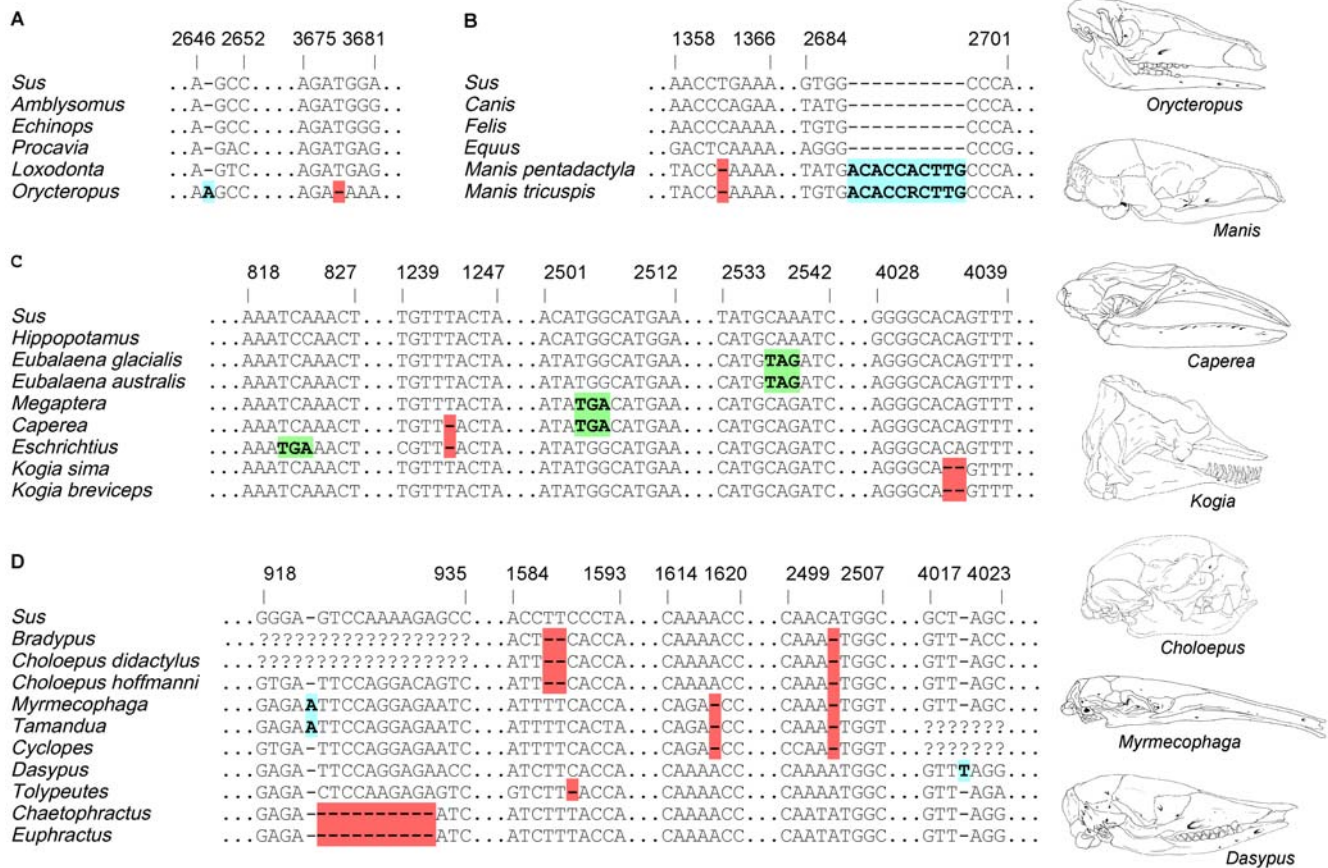 A
2646 2652 3675 3681
Sus ..A-GCC ....AGATGGA..
Amblysomus ..A-GCC ....AGATGGG..
Echinops ..A-GCC ....AGATGGG..
Procavia ..A-GAC ....AGATGAG..
Loxodonta ..A-GTC ....AGATGAG..
Orycteropus ..AAGCC ....AGA-AAA..
B
1358 1366 2684 2701
Sus ..AACCTGAAA..GTGG----------CCCA..
Canis ..AACCCAGAA..TATG----------CCCA..
Felis ..AACCCAAAA..TGTG----------CCCA..
Equus ..GACTCAAAA..AGGG----------CCCA..
Manis pentadactyla ..TACC-AAAA..TATGACACCACTTGCCCG..
Manis tricuspis ..TACC-AAAA..TGTGACACCRCTTGCCCA..
C
818 827 1239 1247 2501 2512 2533 2542 4028 4039
Sus ...AAATCAAACT...TGTTTACTA...ACATGGCATGAA...TATGCAAATC...GGGGCACAGTTT..
Hippopotamus ...AAATCCAACT...TGTTTACTA...ACATGGCATGGA...CATGCAAATC...GCGGCACAGTTT..
Eubalaena glacialis ...AAATCAAACT...TGTTTACTA...ATATGGCATGAA...CATGTAGATC...AGGGCACAGTTT..
Eubalaena australis ...AAATCAAACT...TGTTTACTA...ATATGGCATGAA...CATGTAGATC...AGGGCACAGTTT..
Megaptera ...AAATCAAACT...TGTTTACTA...ATATGACATGAA...CATGCAGATC...AGGGCACAGTTT..
Caperea ...AAATCAAACT...TGTT-ACTA...ATATGACATGAA...CATGCAGATC...AGGGCACAGTTT..
Eschrichtius ...AAATGAAACT...CGTT-ACTA...ATATGGCATGAA...CATGCAGATC...AGGGCACAGTTT..
Kogia sima ...AAATCAAACT...TGTTTACTA...ATATGGCATGAA...CATGCAGATC...AGGGCA--GTTT..
Kogia breviceps ...AAATCAAACT...TGTTTACTA...ATATGGCATGAA...CATGCAGATC...AGGGCA--GTTT..
D
918 935 1584 1593 1614 1620 2499 2507 4017 4023
Sus ...GGGA-GTCCAAAAGAGCC...ACCTTCCCTA...CAAAACC...CAACATGGC...GCT-AGC...
Bradypus ...??????????????????...ACT--CACCA...CAAAACC...CAAA-TGGC...GTT-ACC...
Choloepus didactylus ...??????????????????...ATT--CACCA...CAAAACC...CAAA-TGGC...GTT-AGC...
Choloepus hoffmanni ...GTGA-TTCCAGGACAGTC...ATT--CACCA...CAAAACC...CAAA-TGGC...GTT-AGC...
Myrmecophaga ...GAGAATTCCAGGAGAATC...ATTTTCACCA...CAGA-CC...CAAA-TGGC...GTT-AGC...
Tamandua ...GAGAATTCCAGGAGAATC...ATTTTCACTA...CAGA-CC...CAAA-TGGT...???????...
Cyclopes ...GTGA-TTCCAGGAGAATC...ATTTTCACCA...CAGA-CC...CCAA-TGGT...???????...
Dasypus ...GAGA-TTCCAGGAGAACC...ATCTTCACCA...CAAAACC...CAAAATGGC...GTTTAGG...
Tolypeutes ...GAGA-CTCCAAGAGAGTC...GTCTT-ACCA...CAAAACC...CAAAATGGC...GTT-AGA...
Chaetophractus ...GAGA-----------ATC...ATCTTTACCA...CAAAACC...CAATATGGC...GTT-AGG...
Euphractus ...GAGA-----------ATC...ATCTTTACCA...CAAAACC...CAATATGGC...GTT-AGG...
Orycteropus
Manis
Caperea
Kogia
Choloepus
Myrmecophaga
Dasypus